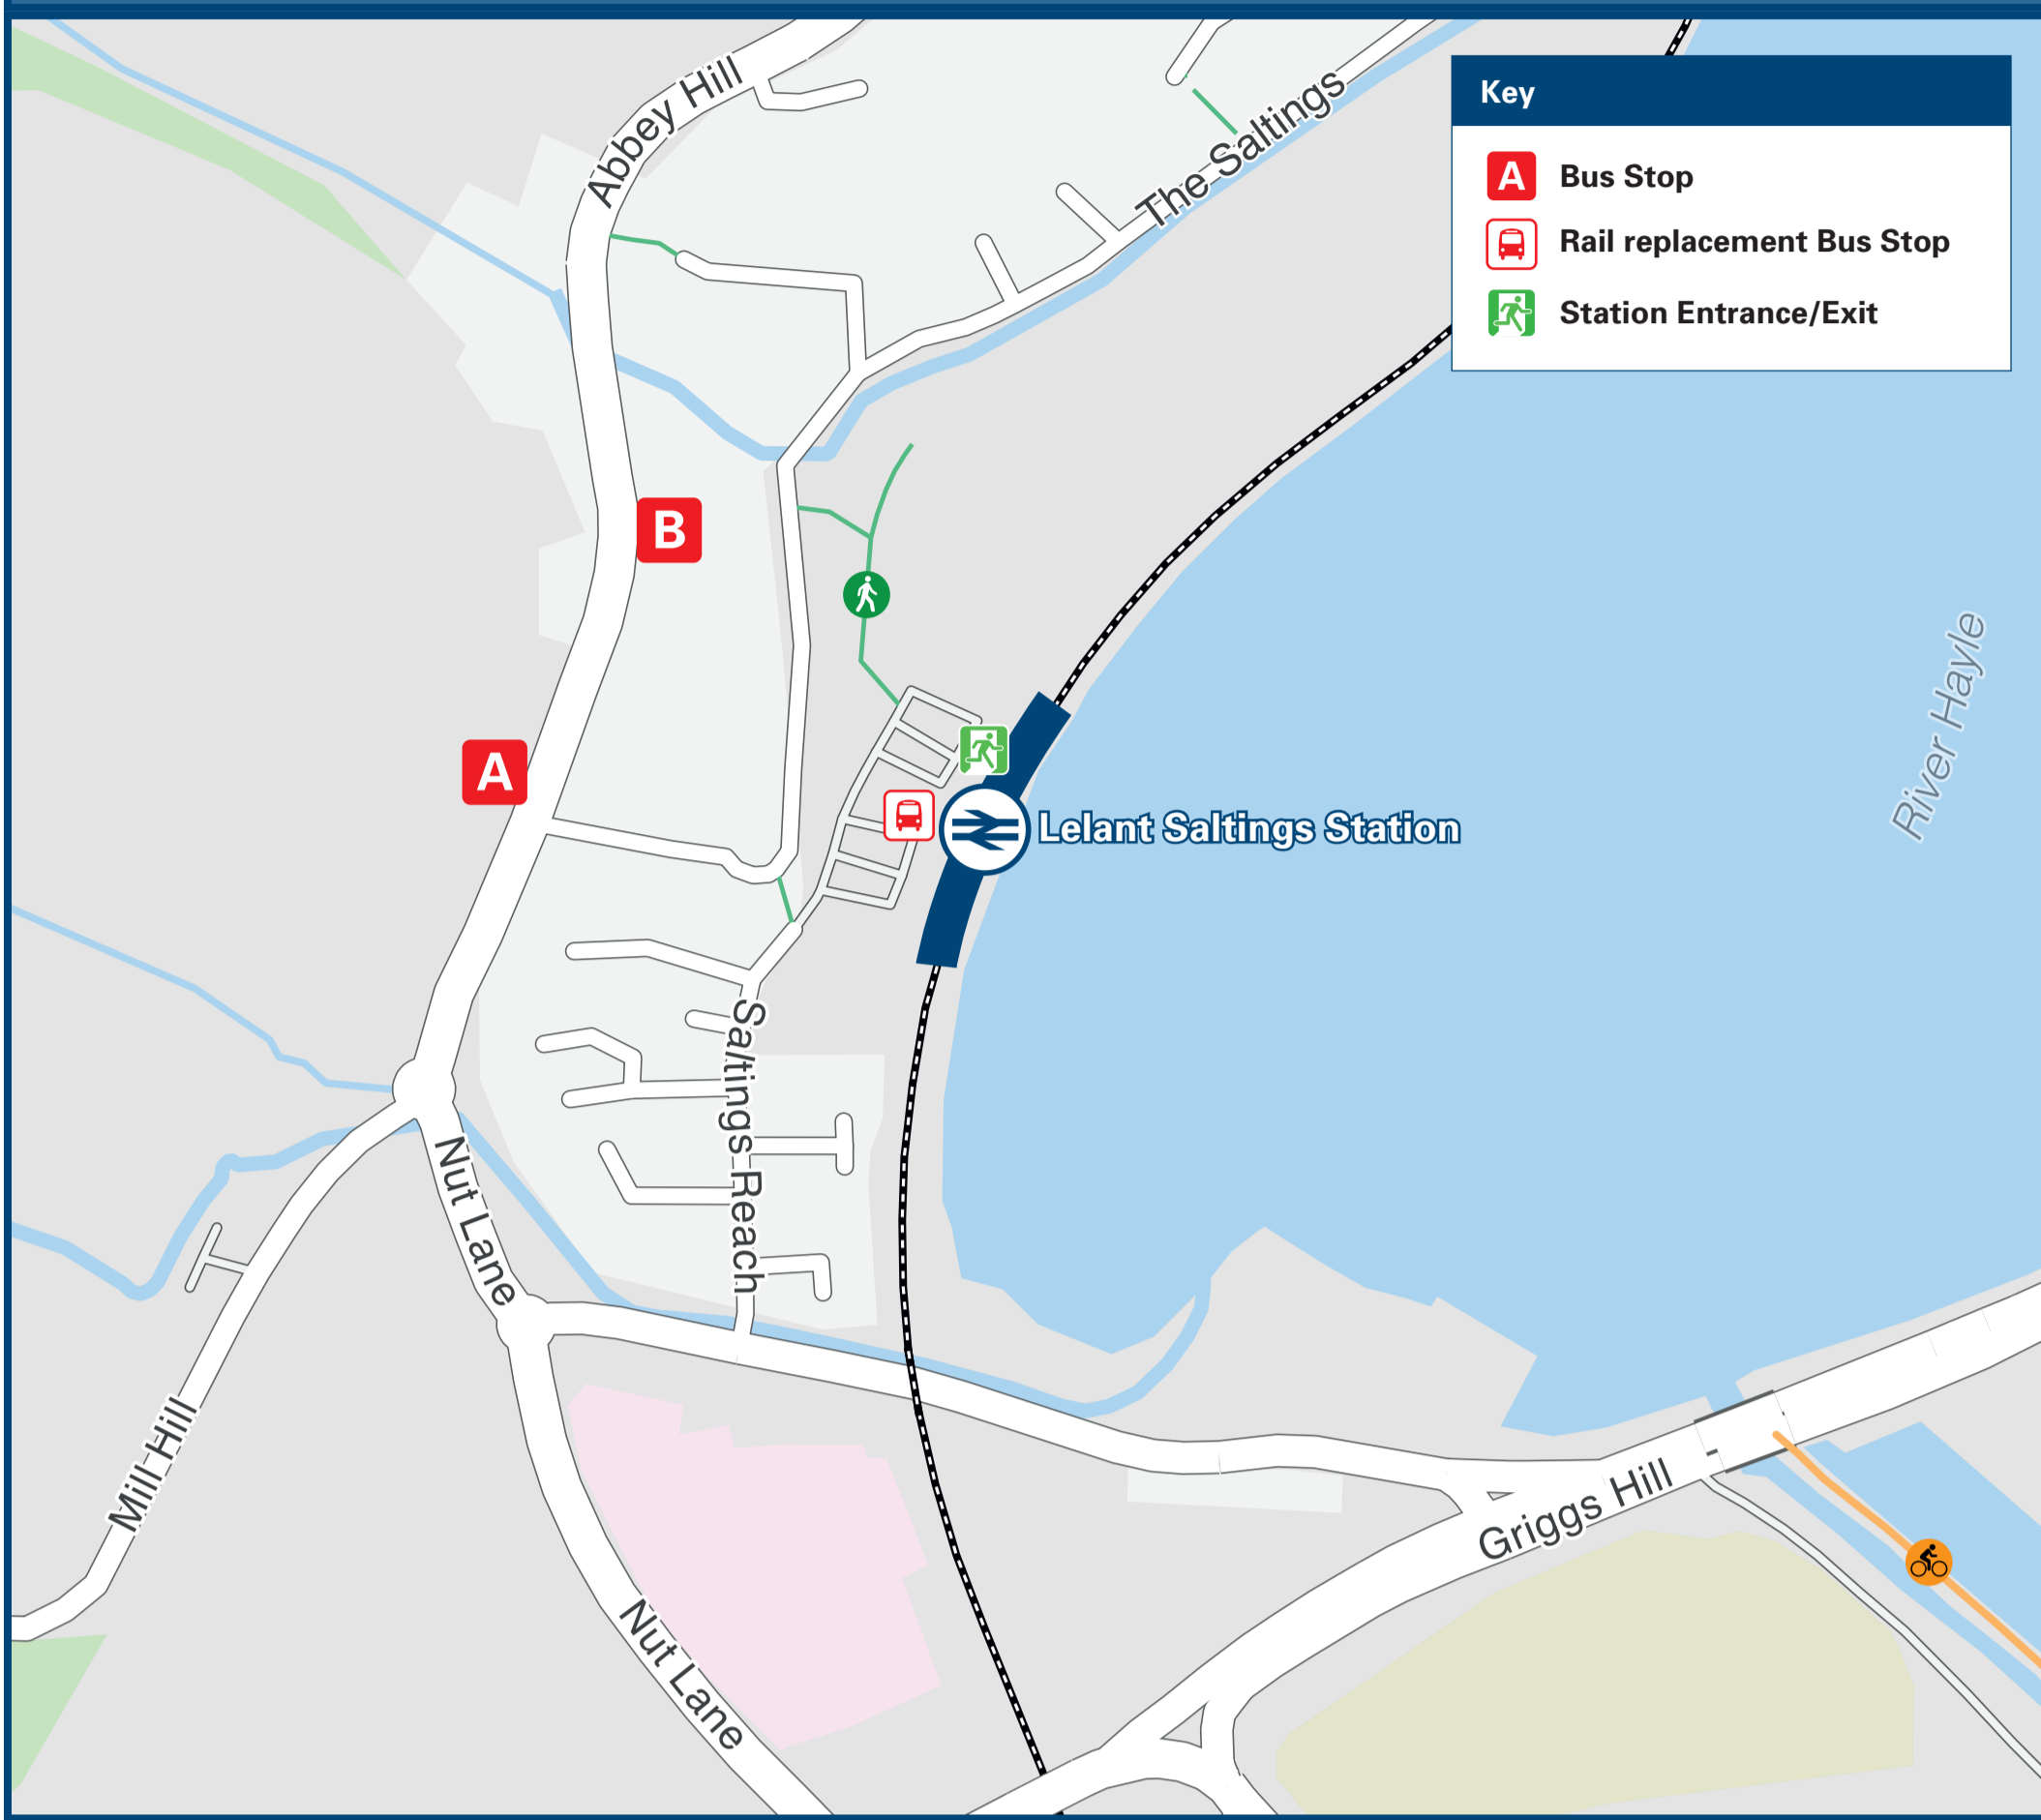 Key
A
Bus Stop
Rail replacement Bus Stop
Station Entrance/Exit
Abbey Hill
The Saltings
B
River Hayle
A
Lelant Saltings Station
Saltings Reach
Nut Lane
Mill Hill
Griggs Hill
Nut Lane